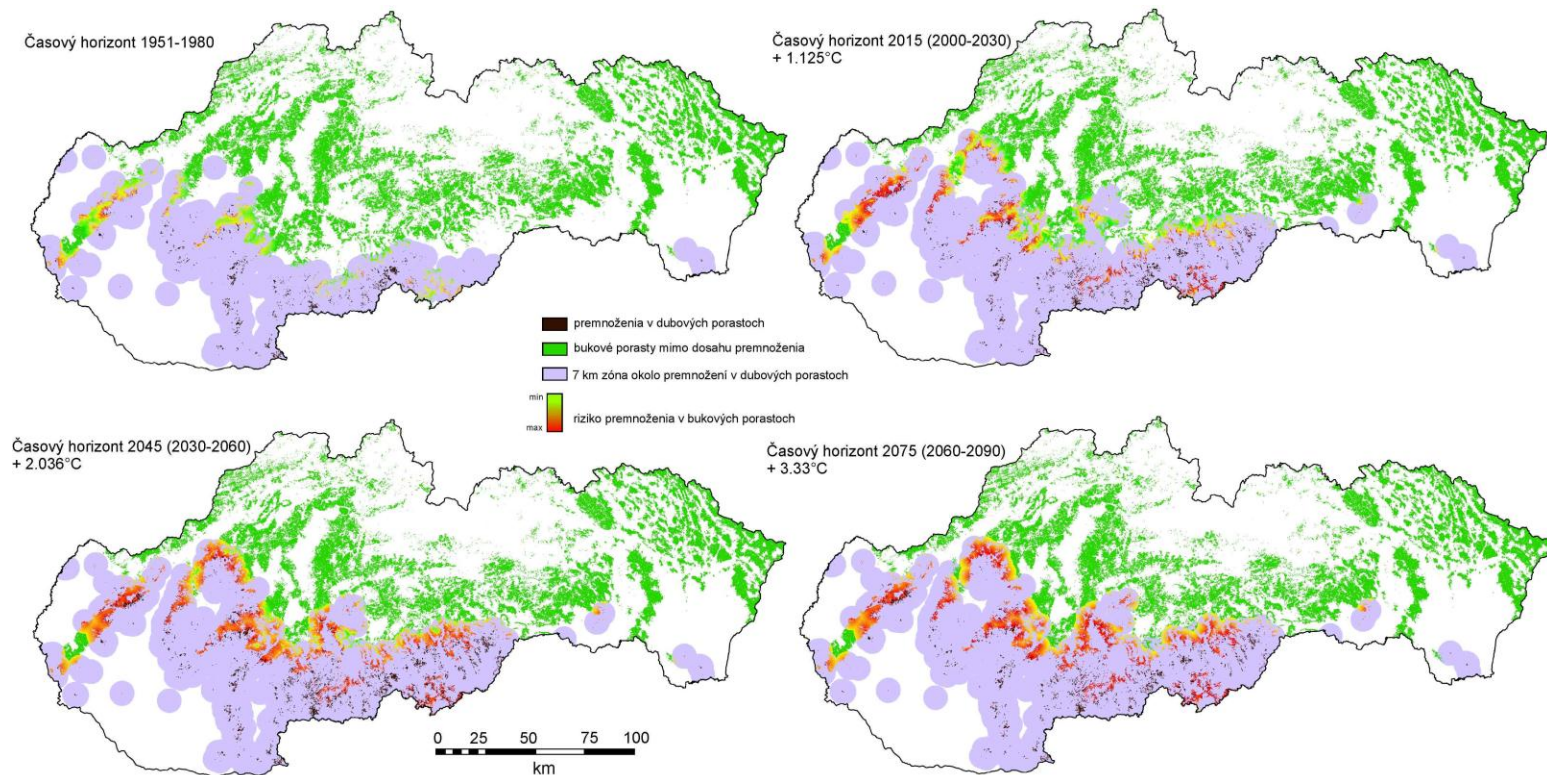 Časový horizont 1951-1980
Časový horizont 2015 (2000-2030)
+ 1.125°C
premnoženia v dubových porastoch
bukové porasty mimo dosahu premnoženia
7 km zóna okolo premnožení v dubových porastoch
min
max
riziko premnoženia v bukových porastoch
Časový horizont 2045 (2030-2060)
+ 2.036°C
Časový horizont 2075 (2060-2090)
+ 3.33°C
0 25 50 75 100
km